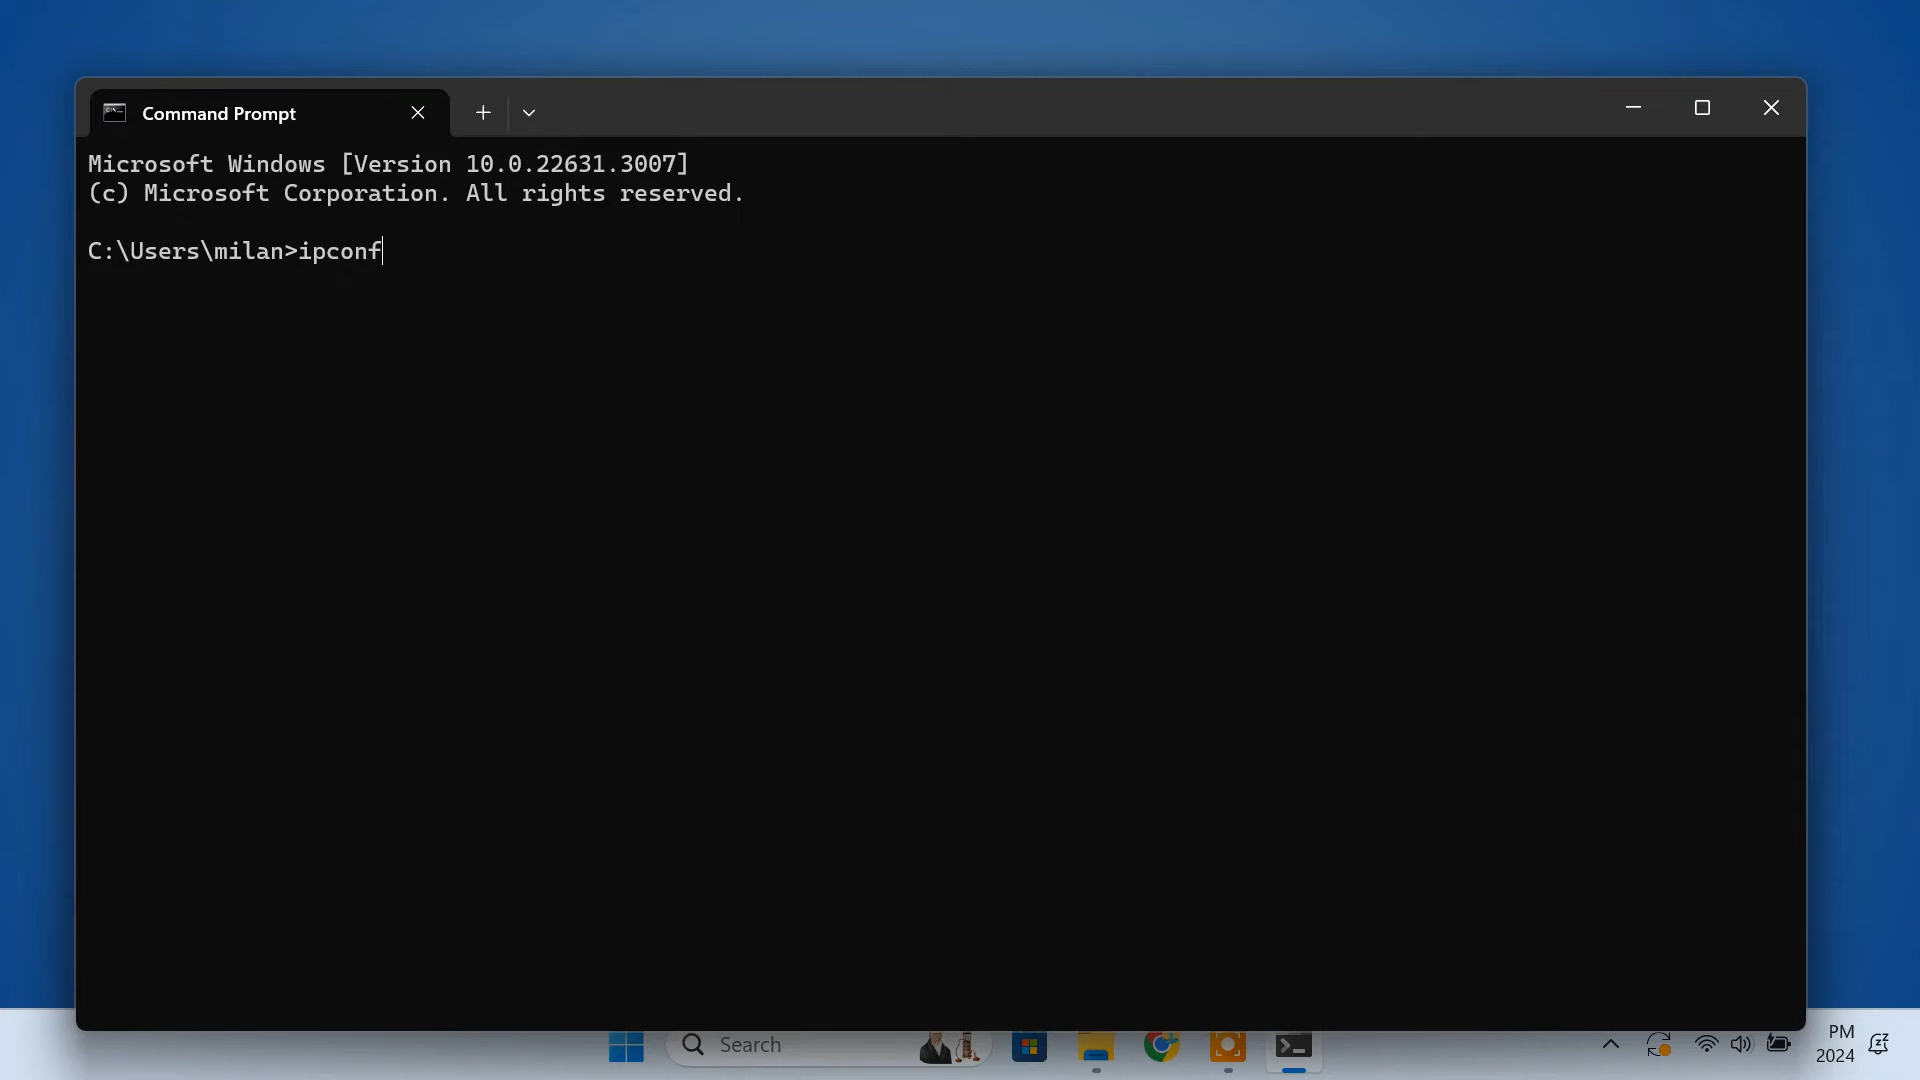 Command Prompt
Microsoft Windows [Version 10.0.22631.3007]
(c) Microsoft Corporation. All rights reserved.
C:\Users\milan>ipconf
Search
PM
2024